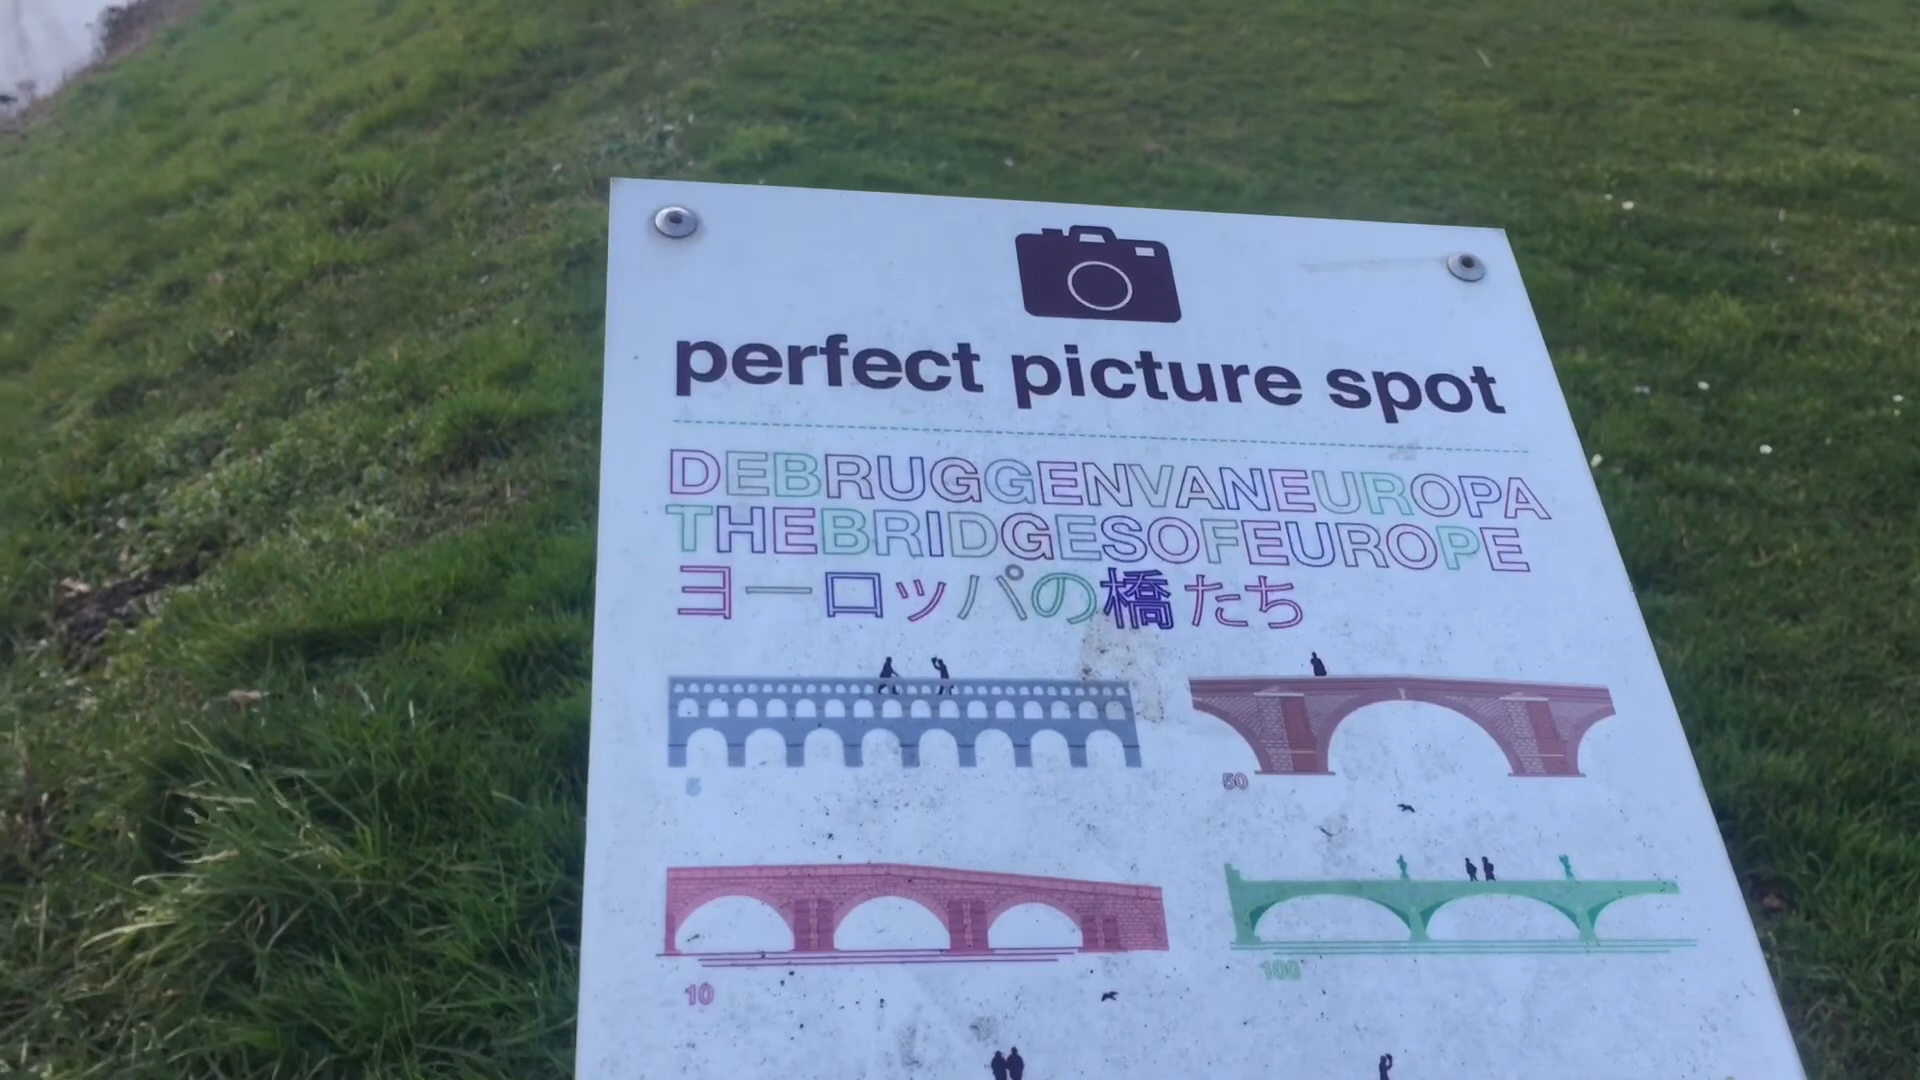 perfect picture spot
DEBRUGGENVANEUROPA
THEBRIDGESOFEUROPE
ヨーロッパの橋たち
5
50
10
100